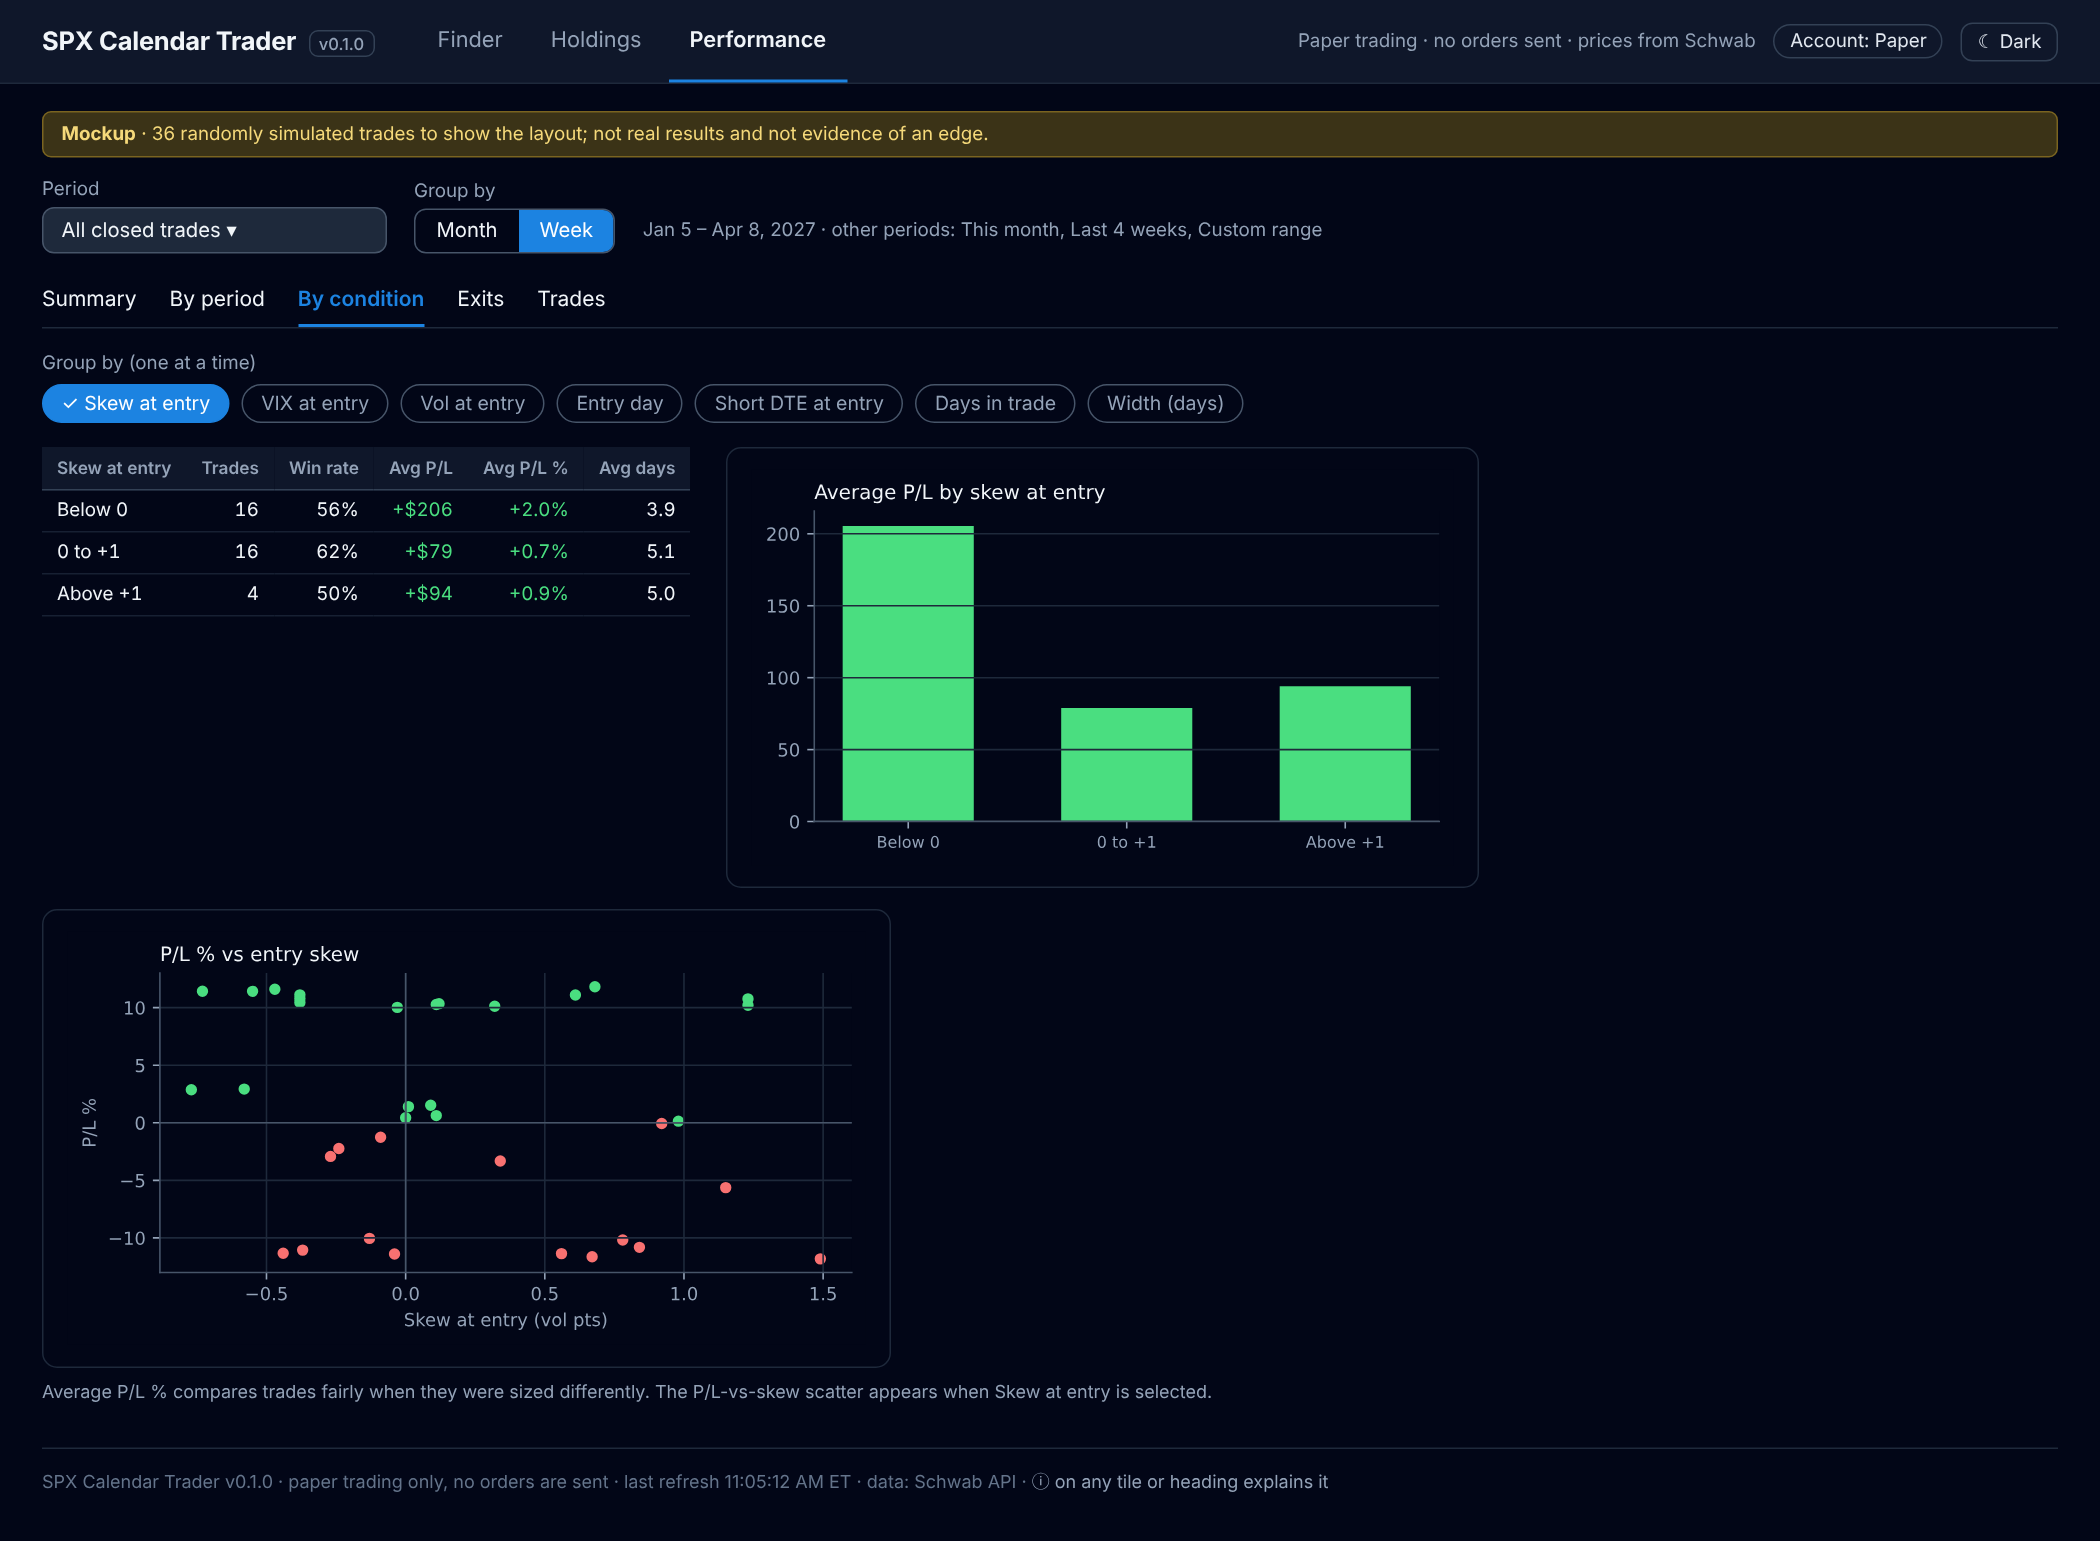 SPX Calendar Trader v0.1.0 Finder Holdings Performance Paper trading · no orders sent · prices from Schwab Account: Paper ☾ Dark
Mockup · 36 randomly simulated trades to show the layout; not real results and not evidence of an edge.
Period Group by
All closed trades ▾ Month Week Jan 5 – Apr 8, 2027 · other periods: This month, Last 4 weeks, Custom range
Summary By period By condition Exits Trades
Group by (one at a time)
✓ Skew at entry VIX at entry Vol at entry Entry day Short DTE at entry Days in trade Width (days)
Skew at entry Trades Win rate Avg P/L Avg P/L % Avg days
Below 0 16 56% +$206 +2.0% 3.9
0 to +1 16 62% +$79 +0.7% 5.1
Above +1 4 50% +$94 +0.9% 5.0
Average P/L by skew at entry
200
150
100
50
0
Below 0 0 to +1 Above +1
P/L % vs entry skew
10
5
0
−5
−10
P/L %
−0.5 0.0 0.5 1.0 1.5
Skew at entry (vol pts)
Average P/L % compares trades fairly when they were sized differently. The P/L-vs-skew scatter appears when Skew at entry is selected.
SPX Calendar Trader v0.1.0 · paper trading only, no orders are sent · last refresh 11:05:12 AM ET · data: Schwab API · ⓘ on any tile or heading explains it